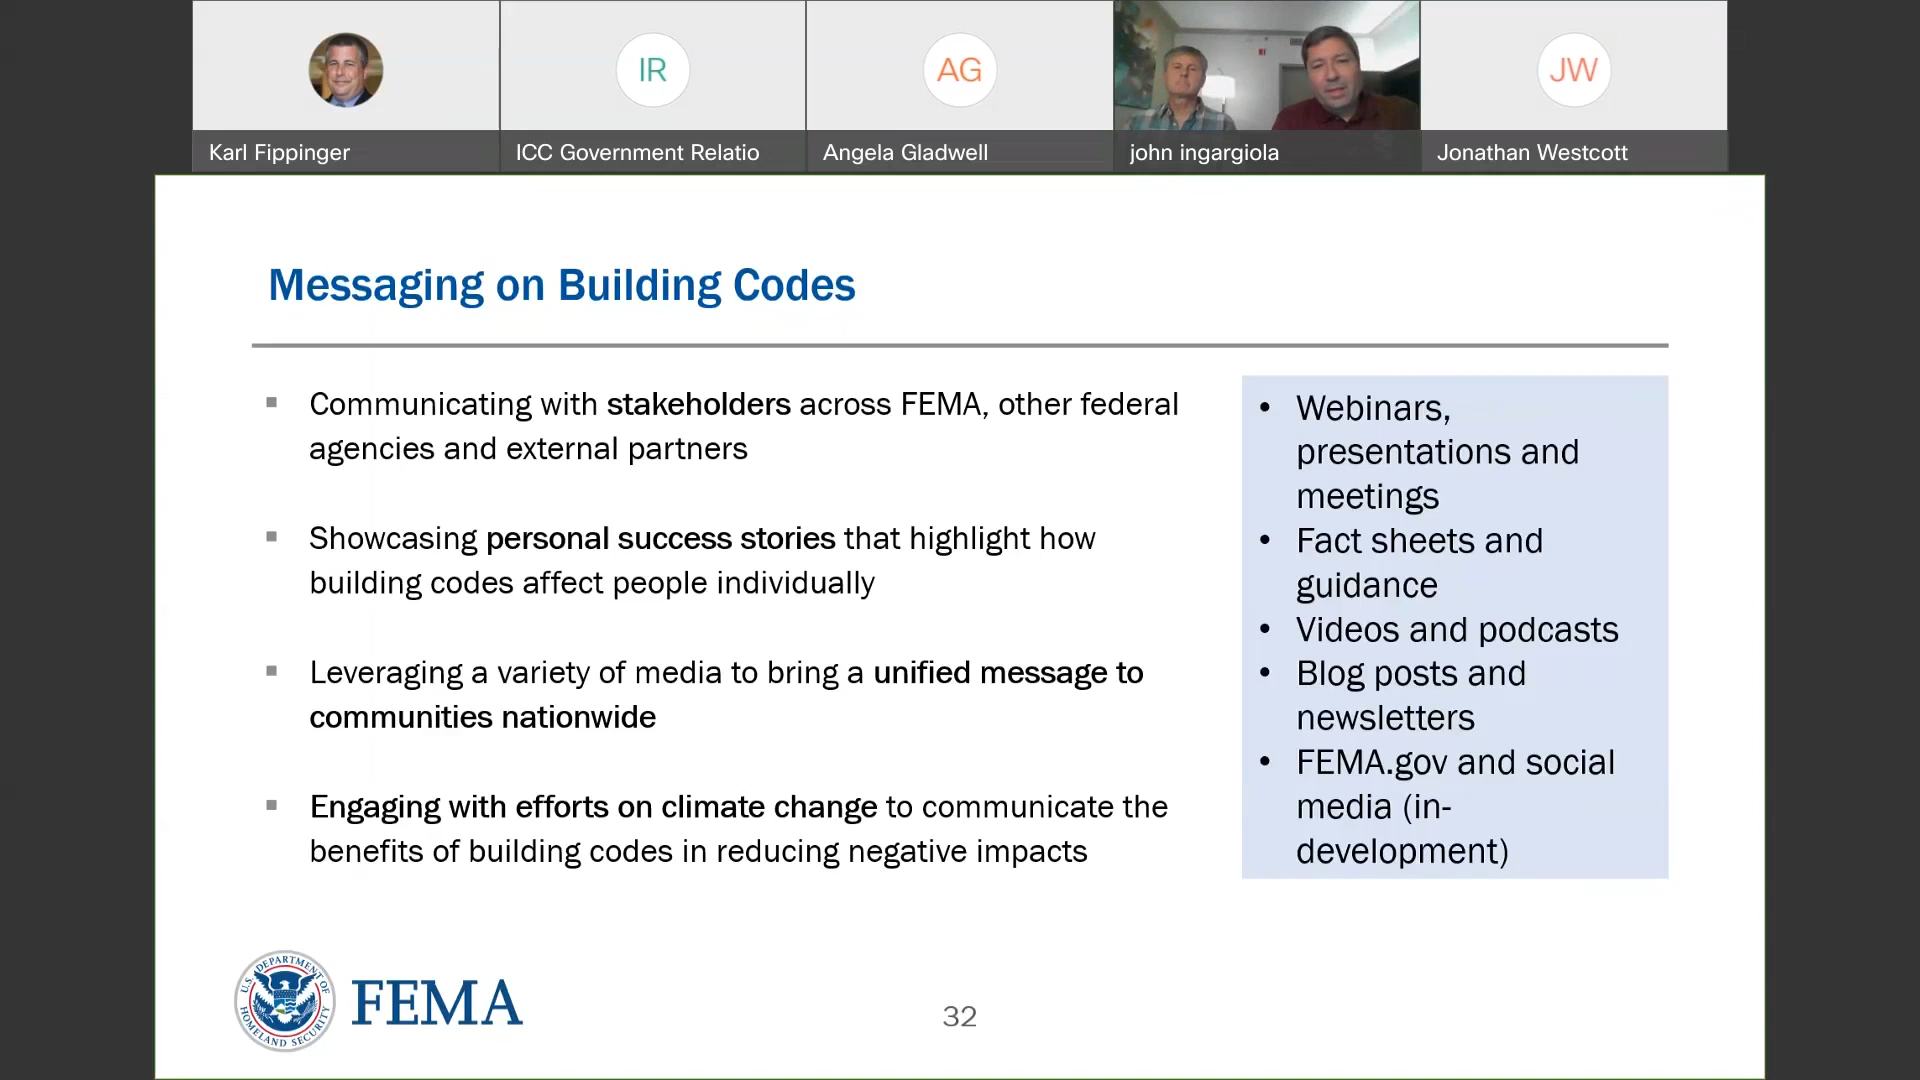 IR
AG
JW
Karl Fippinger
ICC Government Relatio
Angela Gladwell
john ingargiola
Jonathan Westcott
Messaging on Building Codes
Communicating with stakeholders across FEMA, other federal
agencies and external partners
Showcasing personal success stories that highlight how
building codes affect people individually
Leveraging a variety of media to bring a unified message to
communities nationwide
Engaging with efforts on climate change to communicate the
benefits of building codes in reducing negative impacts
• Webinars,
presentations and
meetings
• Fact sheets and
guidance
• Videos and podcasts
• Blog posts and
newsletters
• FEMA.gov and social
media (in-
development)
U.S. DEPARTMENT OF
HOMELAND SECURITY
FEMA
32